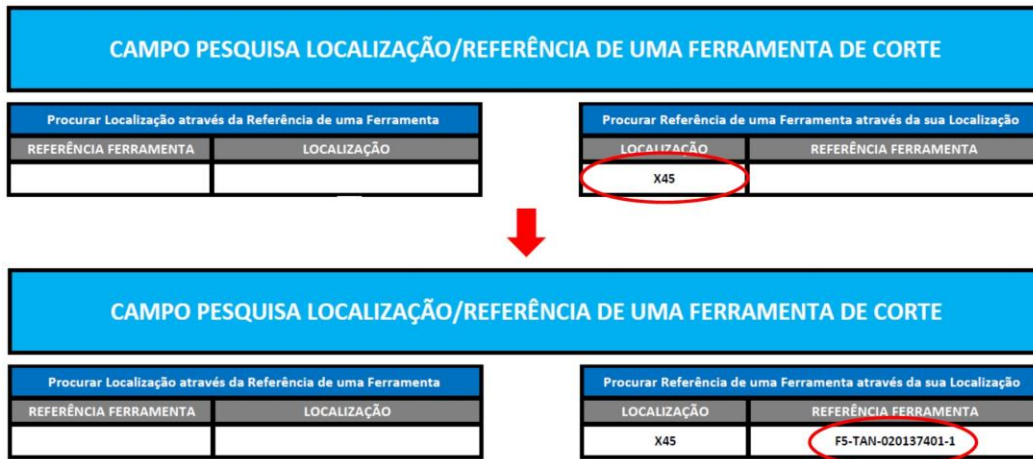 CAMPO PESQUISA LOCALIZAÇÃO/REFERÊNCIA DE UMA FERRAMENTA DE CORTE
Procurar Localização através da Referência de uma Ferramenta
REFERÊNCIA FERRAMENTA LOCALIZAÇÃO
Procurar Referência de uma Ferramenta através da sua Localização
LOCALIZAÇÃO REFERÊNCIA FERRAMENTA
X45
CAMPO PESQUISA LOCALIZAÇÃO/REFERÊNCIA DE UMA FERRAMENTA DE CORTE
Procurar Localização através da Referência de uma Ferramenta
REFERÊNCIA FERRAMENTA LOCALIZAÇÃO
Procurar Referência de uma Ferramenta através da sua Localização
LOCALIZAÇÃO REFERÊNCIA FERRAMENTA
X45 F5-TAN-020137401-1